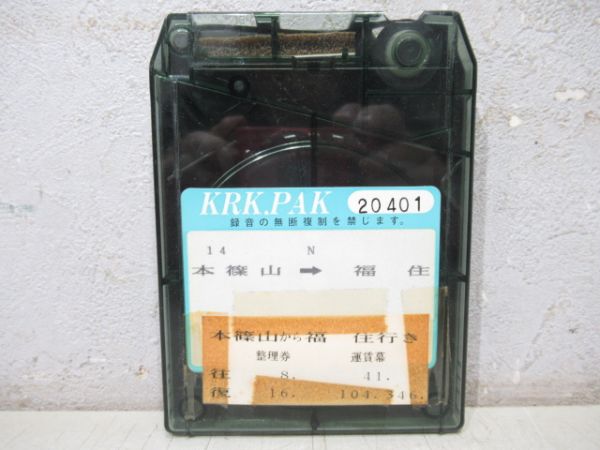 KRK.PAK 20401
録音の無断複製を禁じます。
14 N
本篠山 ➡ 福住
本篠山から福 住行き
整理券 運賃幕
往 8. 41.
復 16. 104.346.